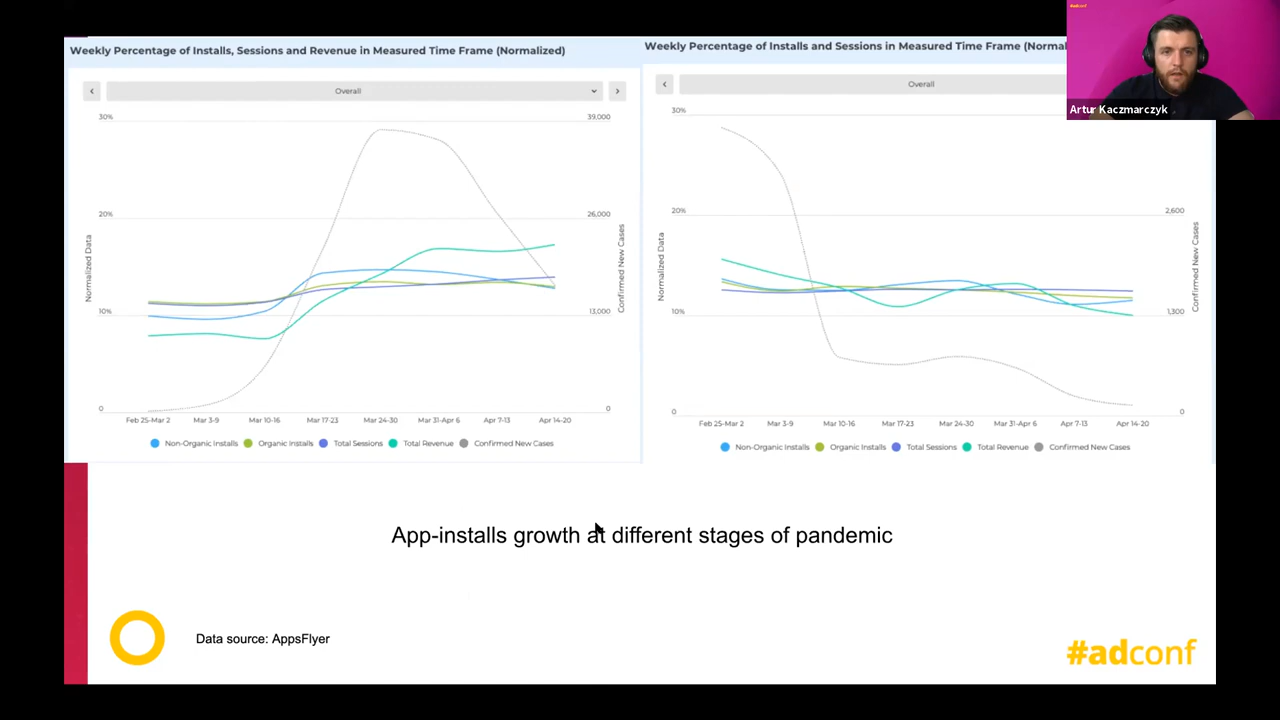 #adconf
Artur Kaczmarczyk
Weekly Percentage of Installs, Sessions and Revenue in Measured Time Frame (Normalized)
Overall
30%
20%
10%
0
Normalized Data
39,000
26,000
13,000
0
Confirmed New Cases
Feb 25-Mar 2 Mar 3-9 Mar 10-16 Mar 17-23 Mar 24-30 Mar 31-Apr 6 Apr 7-13 Apr 14-20
Non-Organic Installs Organic Installs Total Sessions Total Revenue Confirmed New Cases
Weekly Percentage of Installs and Sessions in Measured Time Frame (Normal
Overall
30%
20%
10%
0
Normalized Data
2,600
1,300
0
Confirmed New Cases
Feb 25-Mar 2 Mar 3-9 Mar 10-16 Mar 17-23 Mar 24-30 Mar 31-Apr 6 Apr 7-13 Apr 14-20
Non-Organic Installs Organic Installs Total Sessions Total Revenue Confirmed New Cases
App-installs growth at different stages of pandemic
Data source: AppsFlyer
#adconf